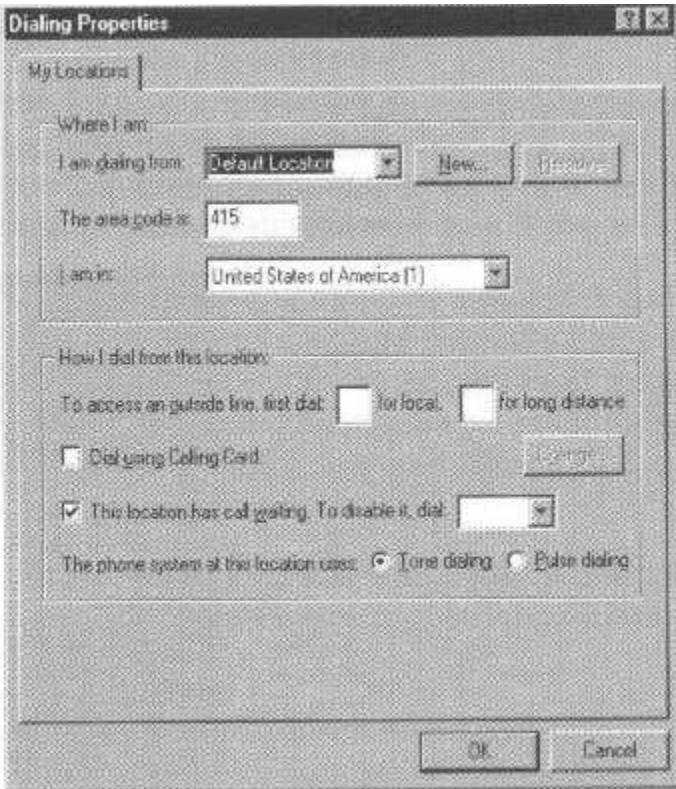 Dialing Properties
My Locations
Where I am:
I am dialing from: Default Location New... Remove
The area code is: 415
I am in: United States of America (1)
How I dial from this location:
To access an outside line, first dial: for local, for long distance
Dial using Calling Card
Change...
This location has call waiting. To disable it, dial:
The phone system at this location uses: Tone dialing Pulse dialing
OK Cancel